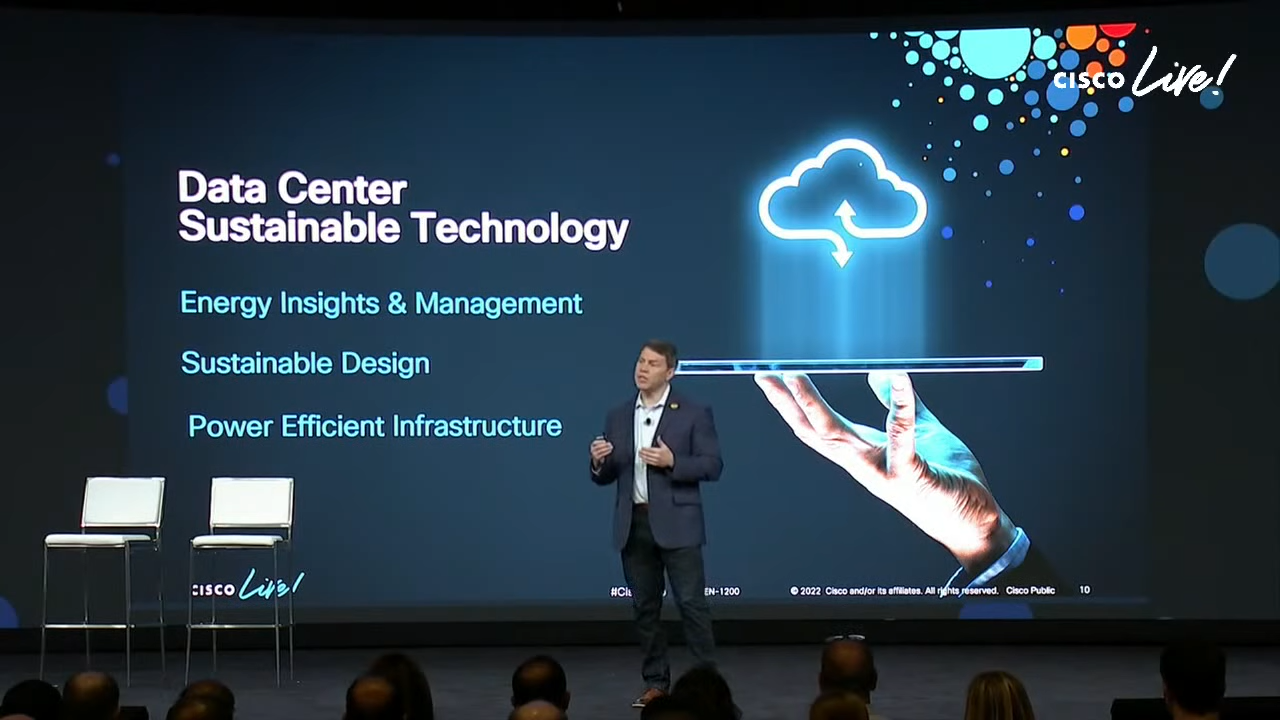 CISCO Live!
Data Center
Sustainable Technology
Energy Insights & Management
Sustainable Design
Power Efficient Infrastructure
CISCO Live!
EN-1200
© 2022 Cisco and/or its affiliates. All rights reserved. Cisco Public
10